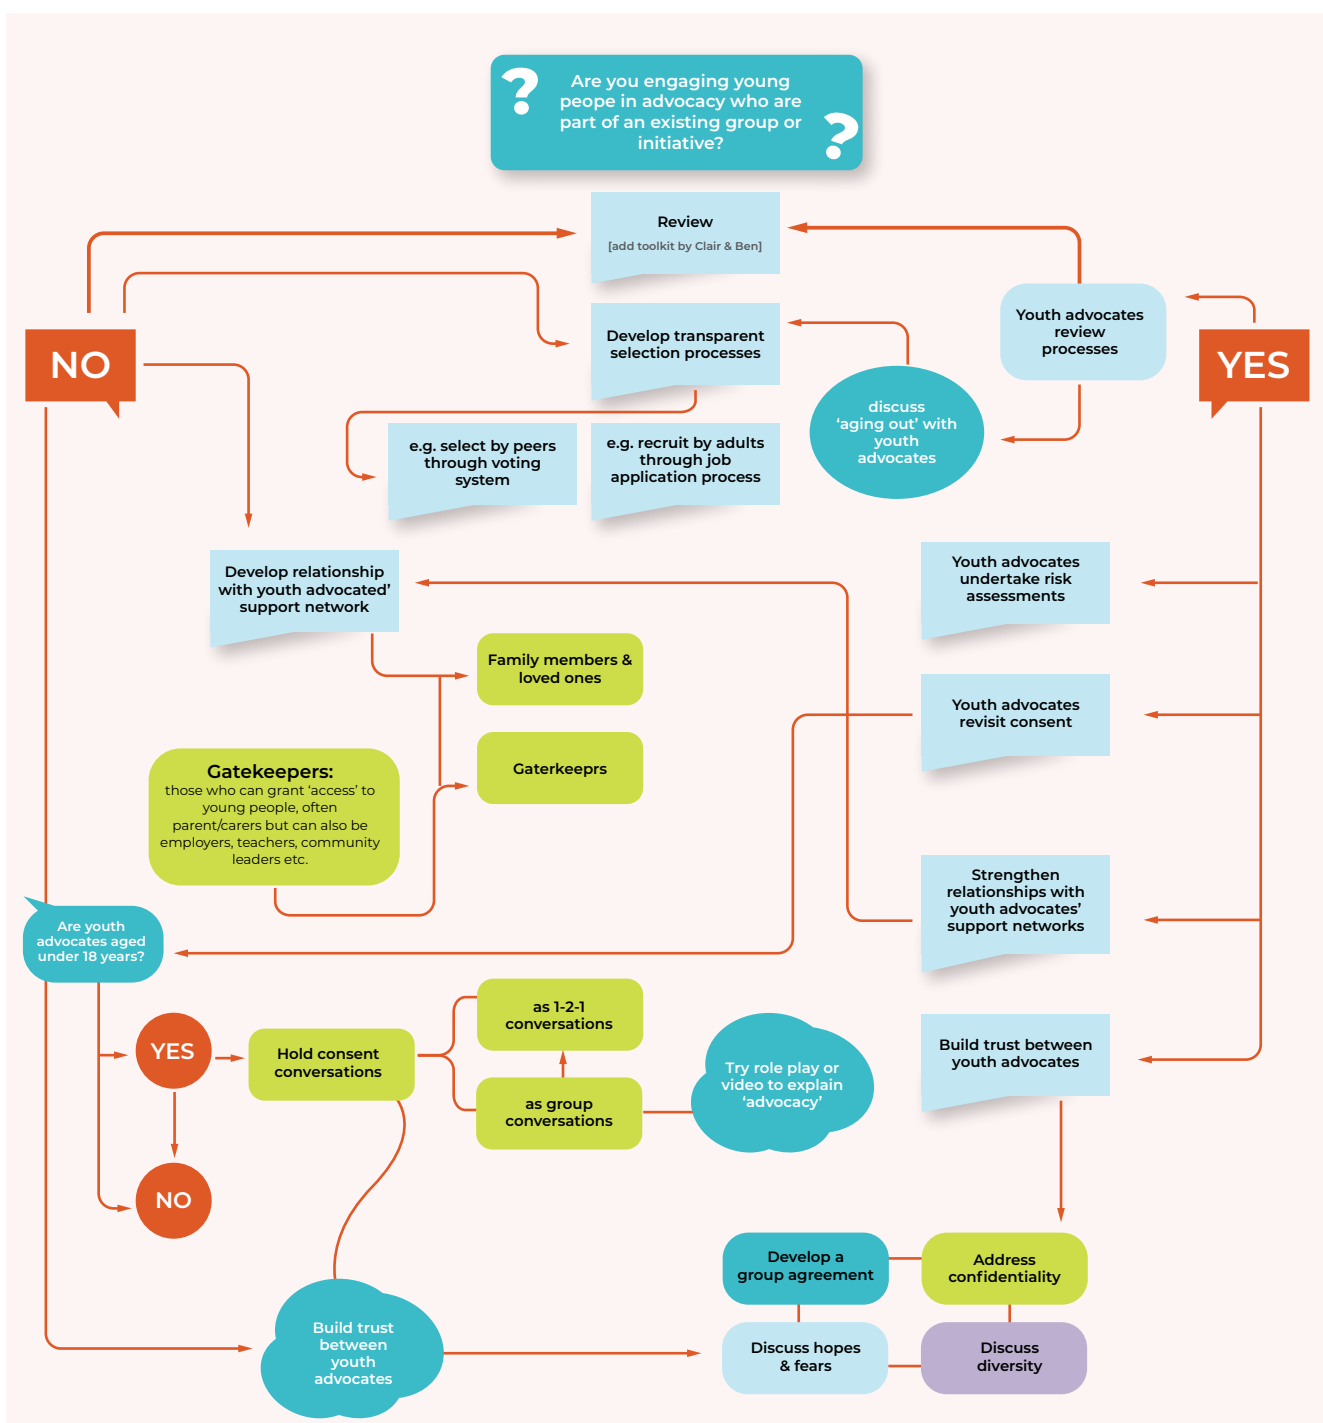 ?
Are you engaging young
peope in advocacy who are
part of an existing group or
initiative?
?
Review
[add toolkit by Clair & Ben]
Youth advocates
review
processes
NO
Develop transparent
selection processes
YES
discuss
‘aging out’ with
youth
advocates
e.g. select by peers
through voting
system
e.g. recruit by adults
through job
application process
Develop relationship
with youth advocated’
support network
Youth advocates
undertake risk
assessments
Family members &
loved ones
Youth advocates
revisit consent
Gaterkeeprs
Gatekeepers:
those who can grant ‘access’ to
young people, often
parent/carers but can also be
employers, teachers, community
leaders etc.
Strengthen
relationships with
youth advocates’
support networks
Are youth
advocates aged
under 18 years?
YES
Hold consent
conversations
as 1-2-1
conversations
as group
conversations
Try role play or
video to explain
‘advocacy’
Build trust between
youth advocates
NO
Develop a
group agreement
Address
confidentiality
Build trust
between
youth
advocates
Discuss hopes
& fears
Discuss
diversity